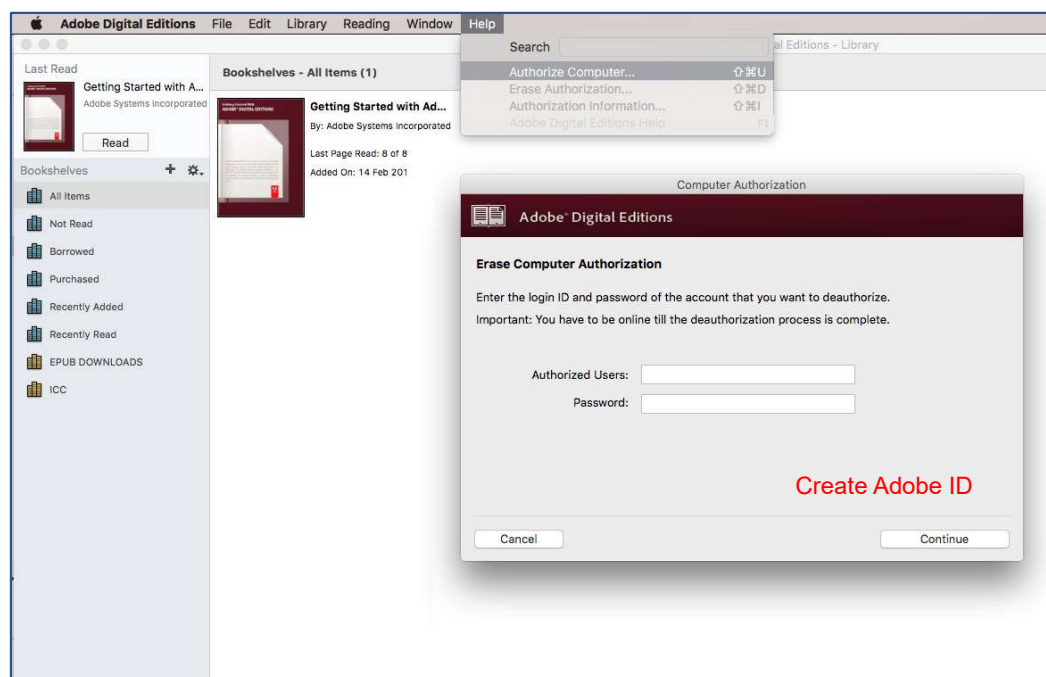 Adobe Digital Editions File Edit Library Reading Window Help
al Editions - Library
Search
Authorize Computer... ⇧⌘U
Erase Authorization... ⇧⌘D
Authorization Information... ⇧⌘I
Adobe Digital Editions Help F1
Last Read
Getting Started with A...
Adobe Systems Incorporated
Read
Bookshelves
All Items
Not Read
Borrowed
Purchased
Recently Added
Recently Read
EPUB DOWNLOADS
ICC
Bookshelves - All Items (1)
Getting Started with Ad...
By: Adobe Systems Incorporated
Last Page Read: 8 of 8
Added On: 14 Feb 201
Computer Authorization
Adobe® Digital Editions
Erase Computer Authorization
Enter the login ID and password of the account that you want to deauthorize.
Important: You have to be online till the deauthorization process is complete.
Authorized Users:
Password:
Create Adobe ID
Cancel Continue